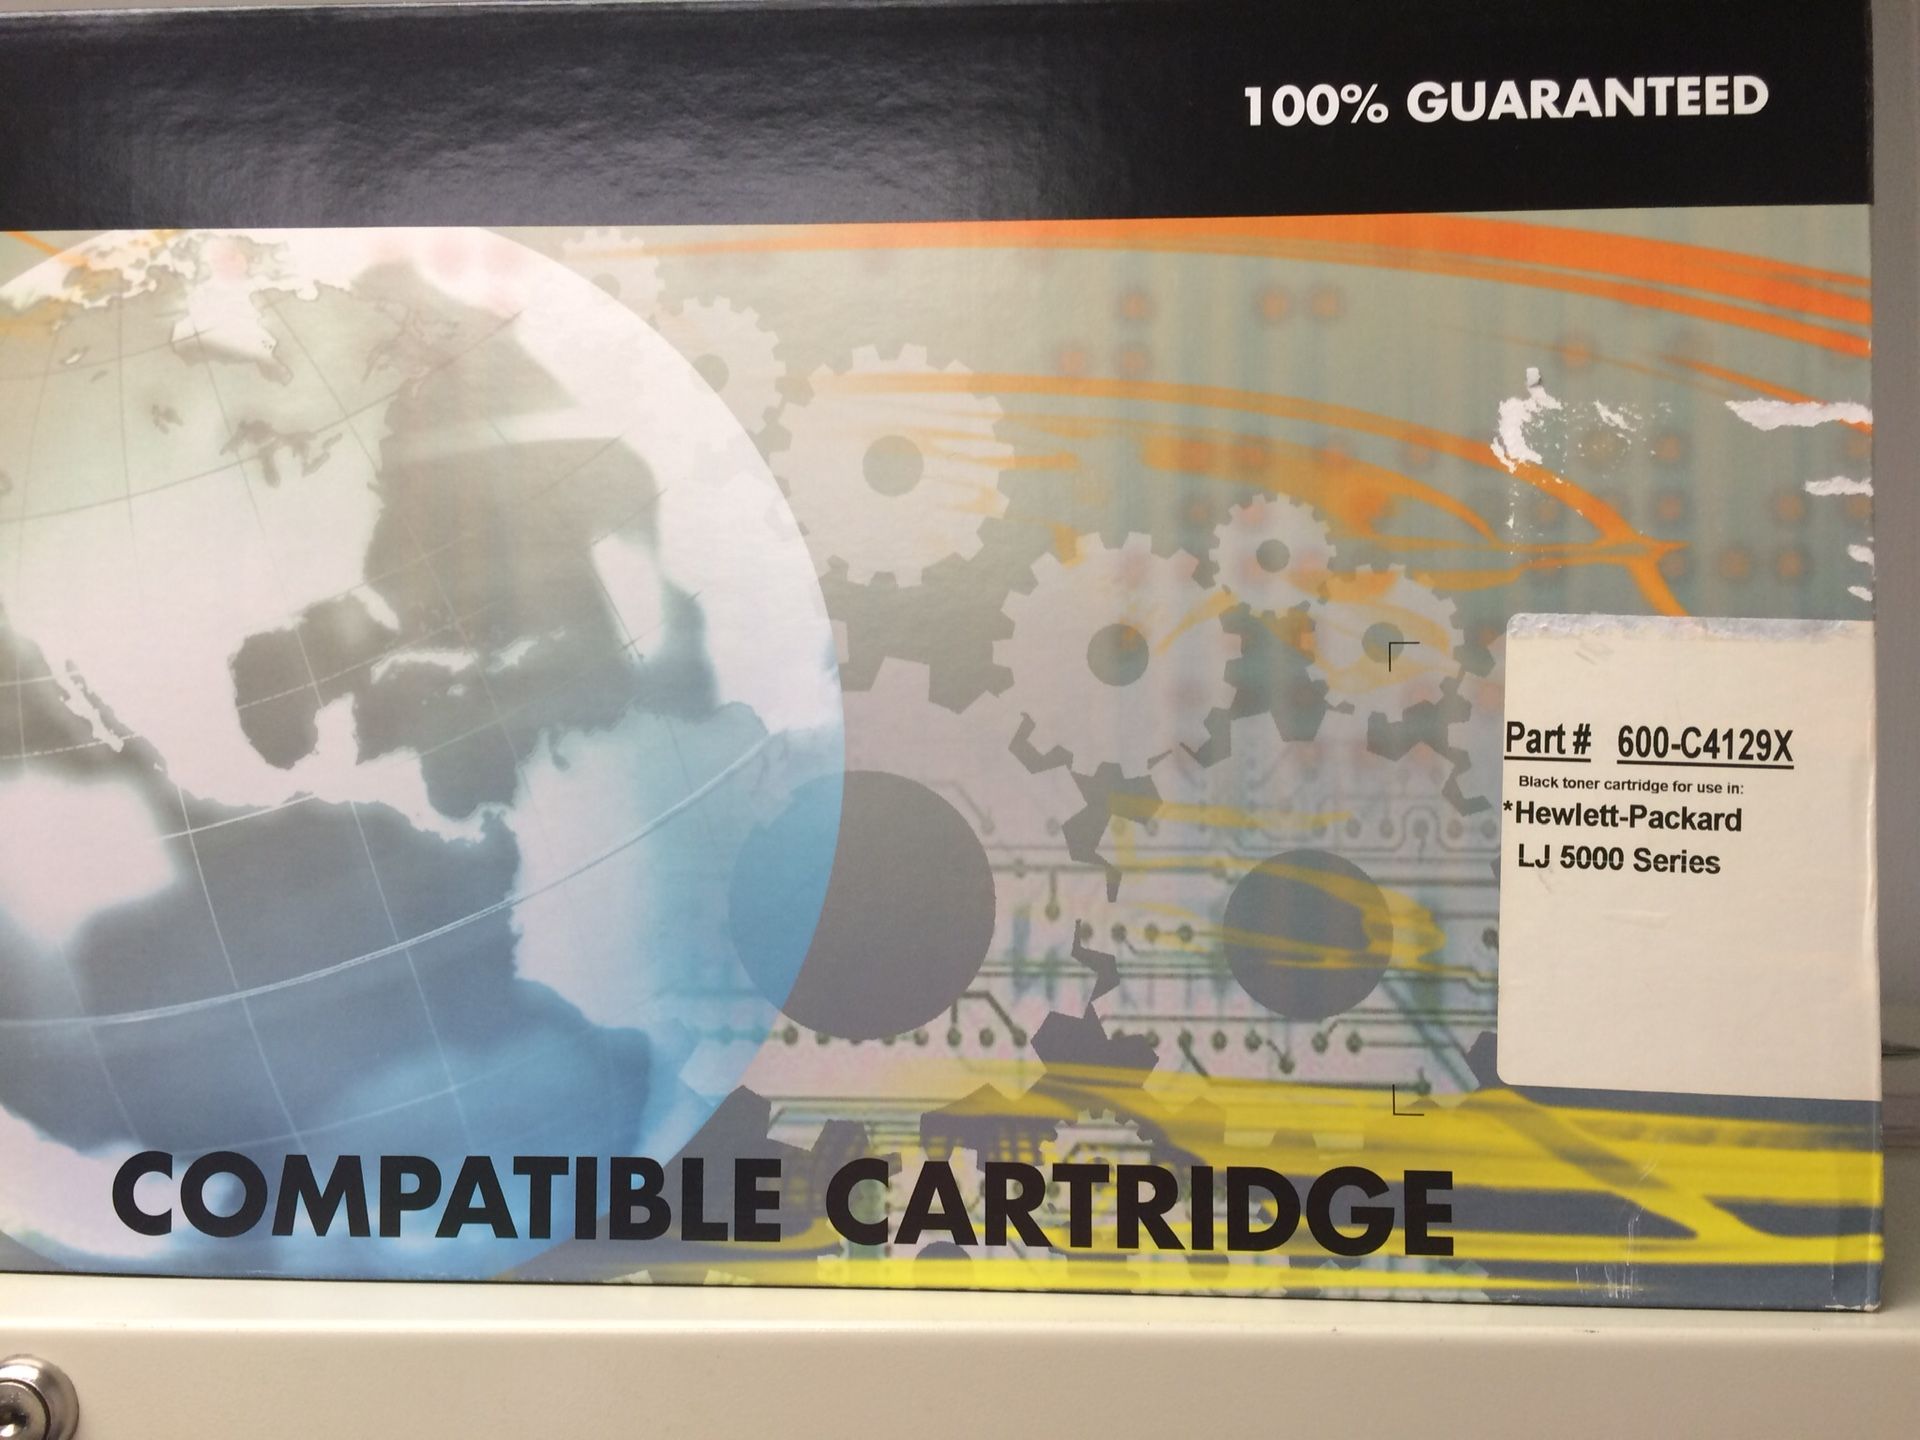 100% GUARANTEED
Part # 600-C4129X
Black toner cartridge for use in:
*Hewlett-Packard
LJ 5000 Series
COMPATIBLE CARTRIDGE